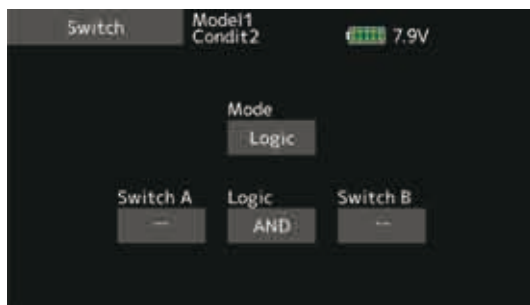 Switch Model1
Condit2 7.9V
Mode
Logic
Switch A Logic Switch B
-- AND --